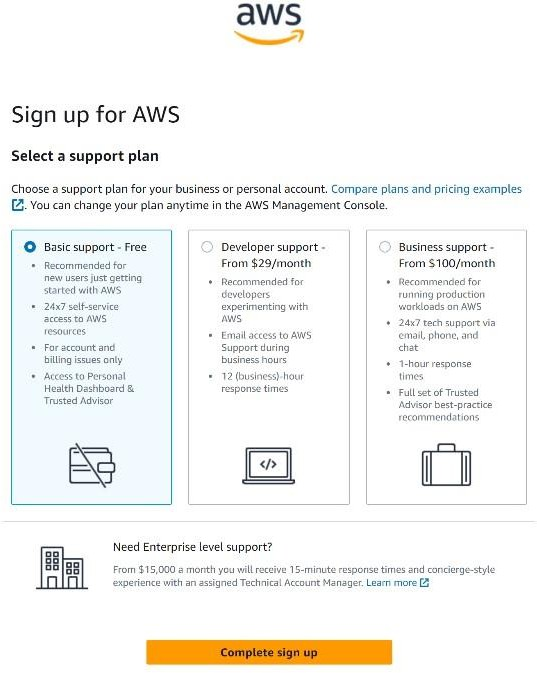 aws
Sign up for AWS
Select a support plan
Choose a support plan for your business or personal account. Compare plans and pricing examples
. You can change your plan anytime in the AWS Management Console.
Basic support - Free
• Recommended for
new users just getting
started with AWS
• 24x7 self-service
access to AWS
resources
• For account and
billing issues only
• Access to Personal
Health Dashboard &
Trusted Advisor
Developer support -
From $29/month
• Recommended for
developers
experimenting with
AWS
• Email access to AWS
Support during
business hours
• 12 (business)-hour
response times
</>
Business support -
From $100/month
• Recommended for
running production
workloads on AWS
• 24x7 tech support via
email, phone, and
chat
• 1-hour response
times
• Full set of Trusted
Advisor best-practice
recommendations
Need Enterprise level support?
From $15,000 a month you will receive 15-minute response times and concierge-style
experience with an assigned Technical Account Manager. Learn more
Complete sign up